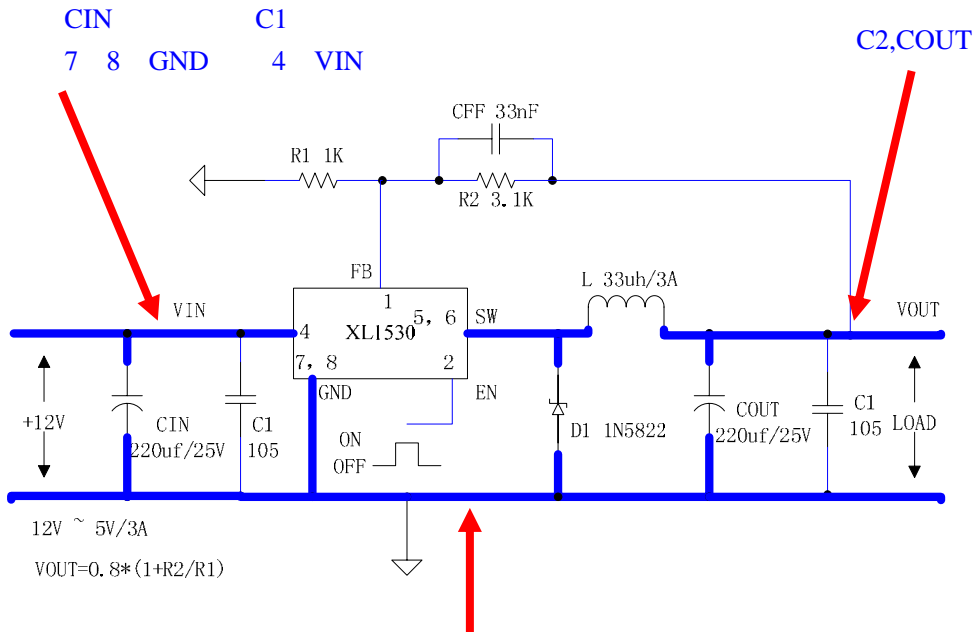 CIN C1
7 8 GND 4 VIN
C2,COUT
CFF 33nF
R1 1K
R2 3.1K
FB
L 33uh/3A
VIN
1
5, 6
SW
VOUT
4
XL1530
7, 8
2
GND
EN
+12V
CIN
220uf/25V
C1
105
ON
OFF
D1 1N5822
COUT
220uf/25V
C1
105
LOAD
12V ~ 5V/3A
VOUT=0.8*(1+R2/R1)